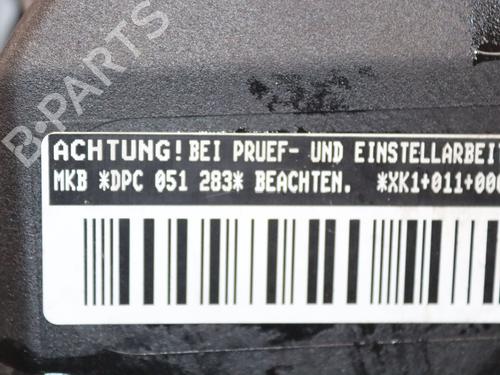 B-PARTS
ACHTUNG! BEI PRUEF- UND EINSTELLARBEIT
MKB *DPC 051 283* BEACHTEN. *XK1+011+000